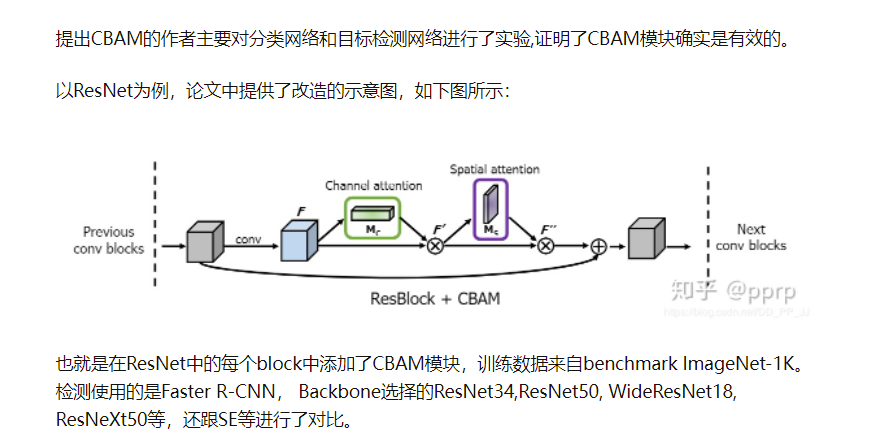 提出CBAM的作者主要对分类网络和目标检测网络进行了实验,证明了CBAM模块确实是有效的。
以ResNet为例，论文中提供了改造的示意图，如下图所示：
Spatial attention
Channel attention
F
Mc
F'
Ms
F''
Previous
conv blocks
conv
Next
conv blocks
ResBlock + CBAM
知乎 @pprp
https://blog.csdn.net/DD_PP_JJ
也就是在ResNet中的每个block中添加了CBAM模块，训练数据来自benchmark ImageNet-1K。
检测使用的是Faster R-CNN， Backbone选择的ResNet34,ResNet50, WideResNet18,
ResNeXt50等，还跟SE等进行了对比。